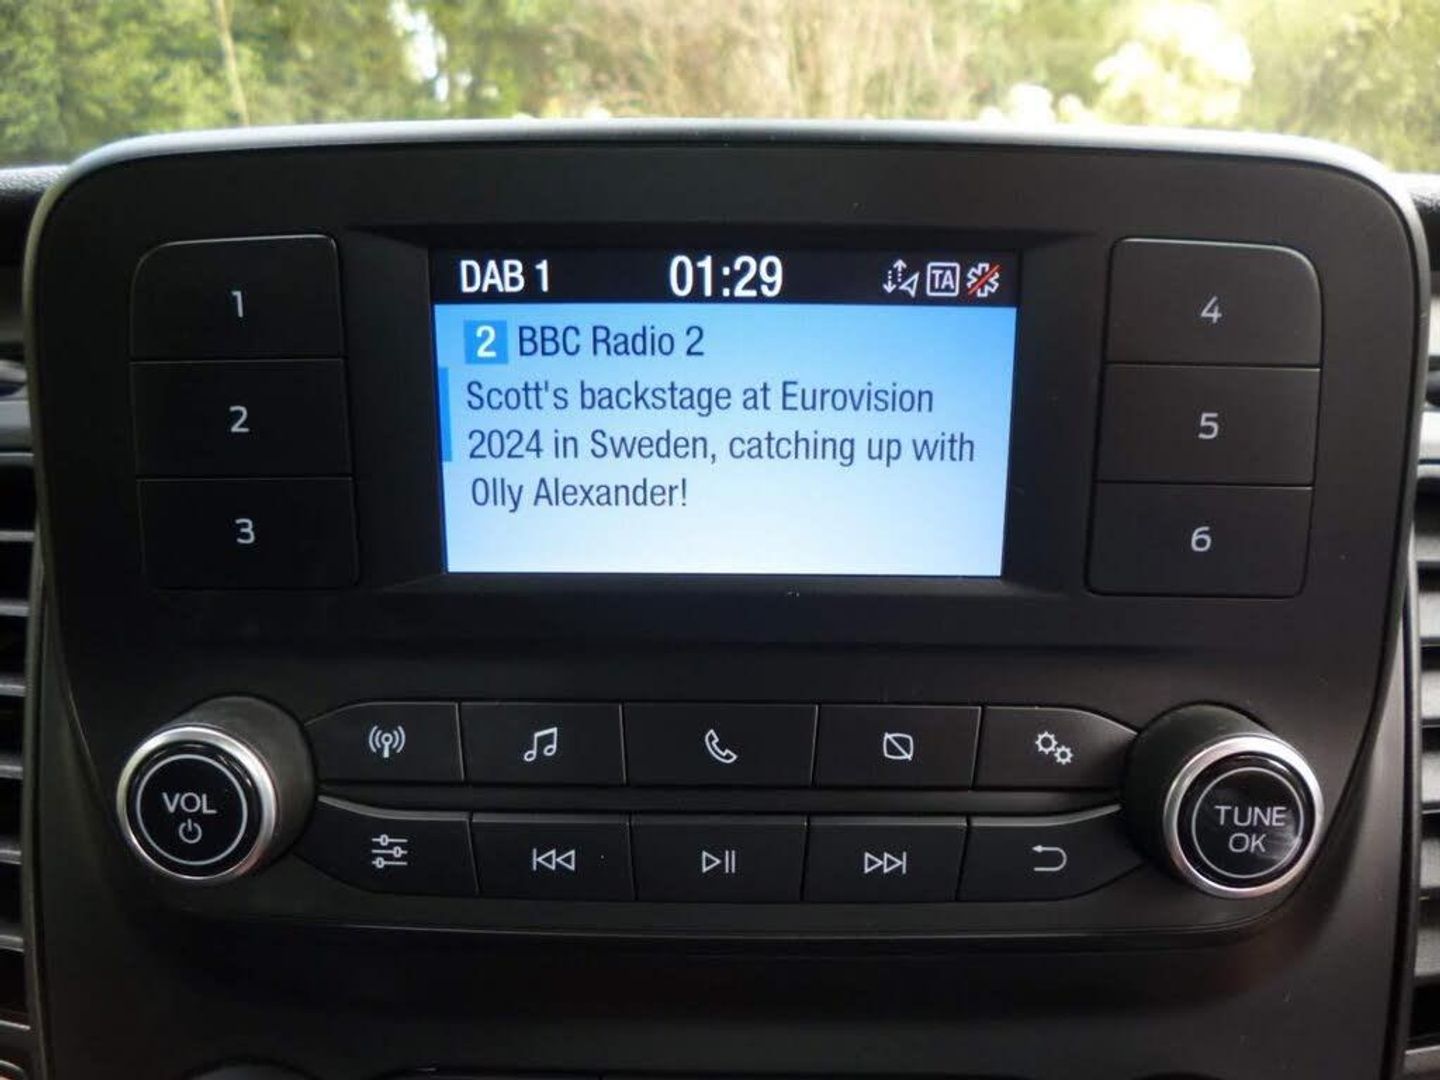 DAB 1 01:29 TA
2 BBC Radio 2
Scott's backstage at Eurovision
2024 in Sweden, catching up with
Olly Alexander!
1
2
3
4
5
6
VOL
TUNE
OK